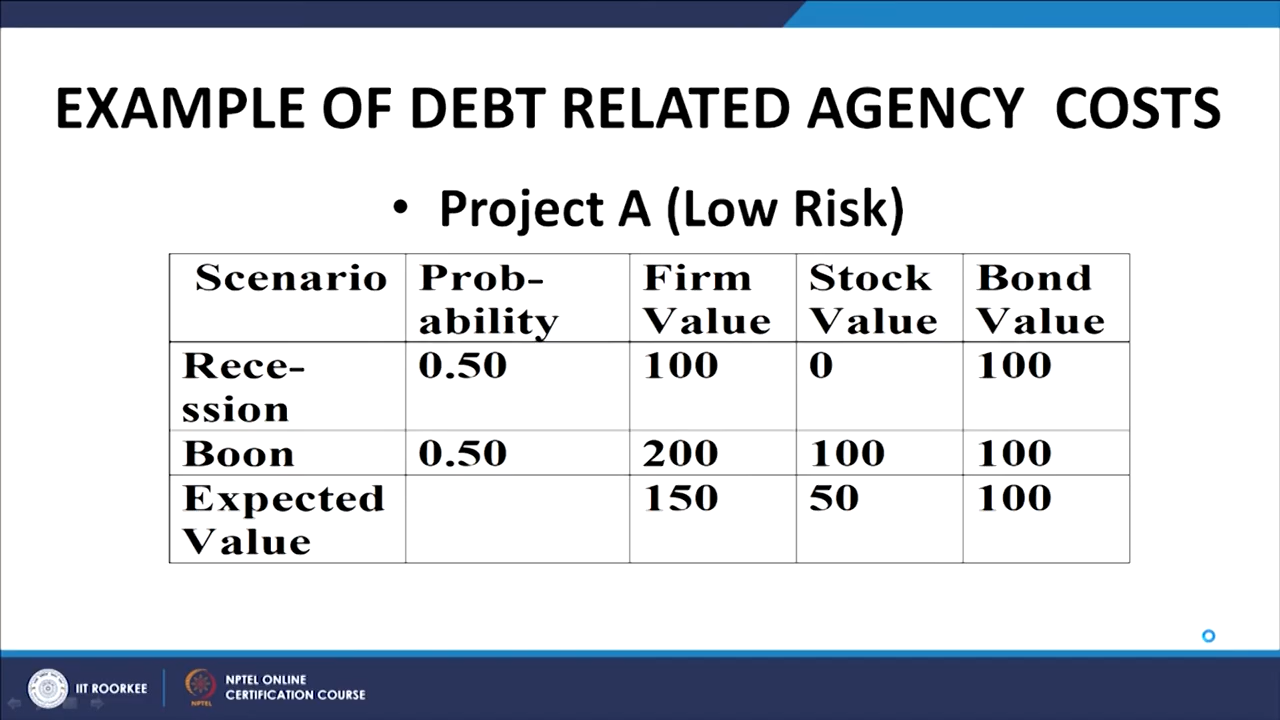 EXAMPLE OF DEBT RELATED AGENCY COSTS
• Project A (Low Risk)
Scenario Prob-ability Firm Value Stock Value Bond Value
Rece-ssion 0.50 100 0 100
Boon 0.50 200 100 100
Expected Value 150 50 100
IIT ROORKEE
NPTEL ONLINE
CERTIFICATION COURSE
NPTEL